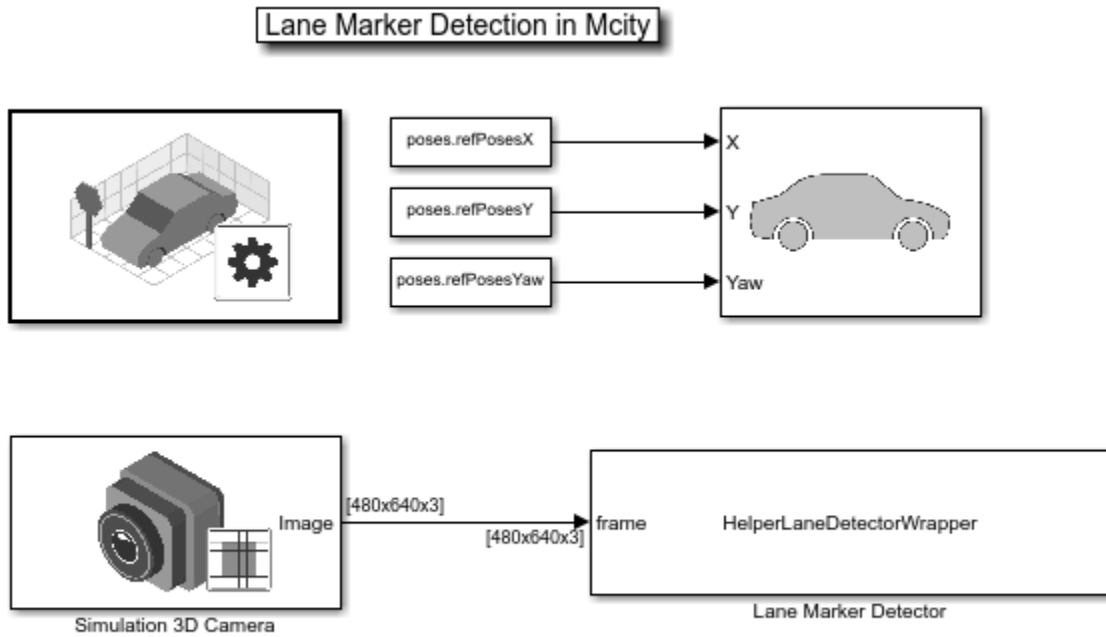 Lane Marker Detection in Mcity
poses.refPosesX
X
poses.refPosesY
Y
poses.refPosesYaw
Yaw
Image
[480x640x3]
[480x640x3]
frame
HelperLaneDetectorWrapper
Simulation 3D Camera
Lane Marker Detector